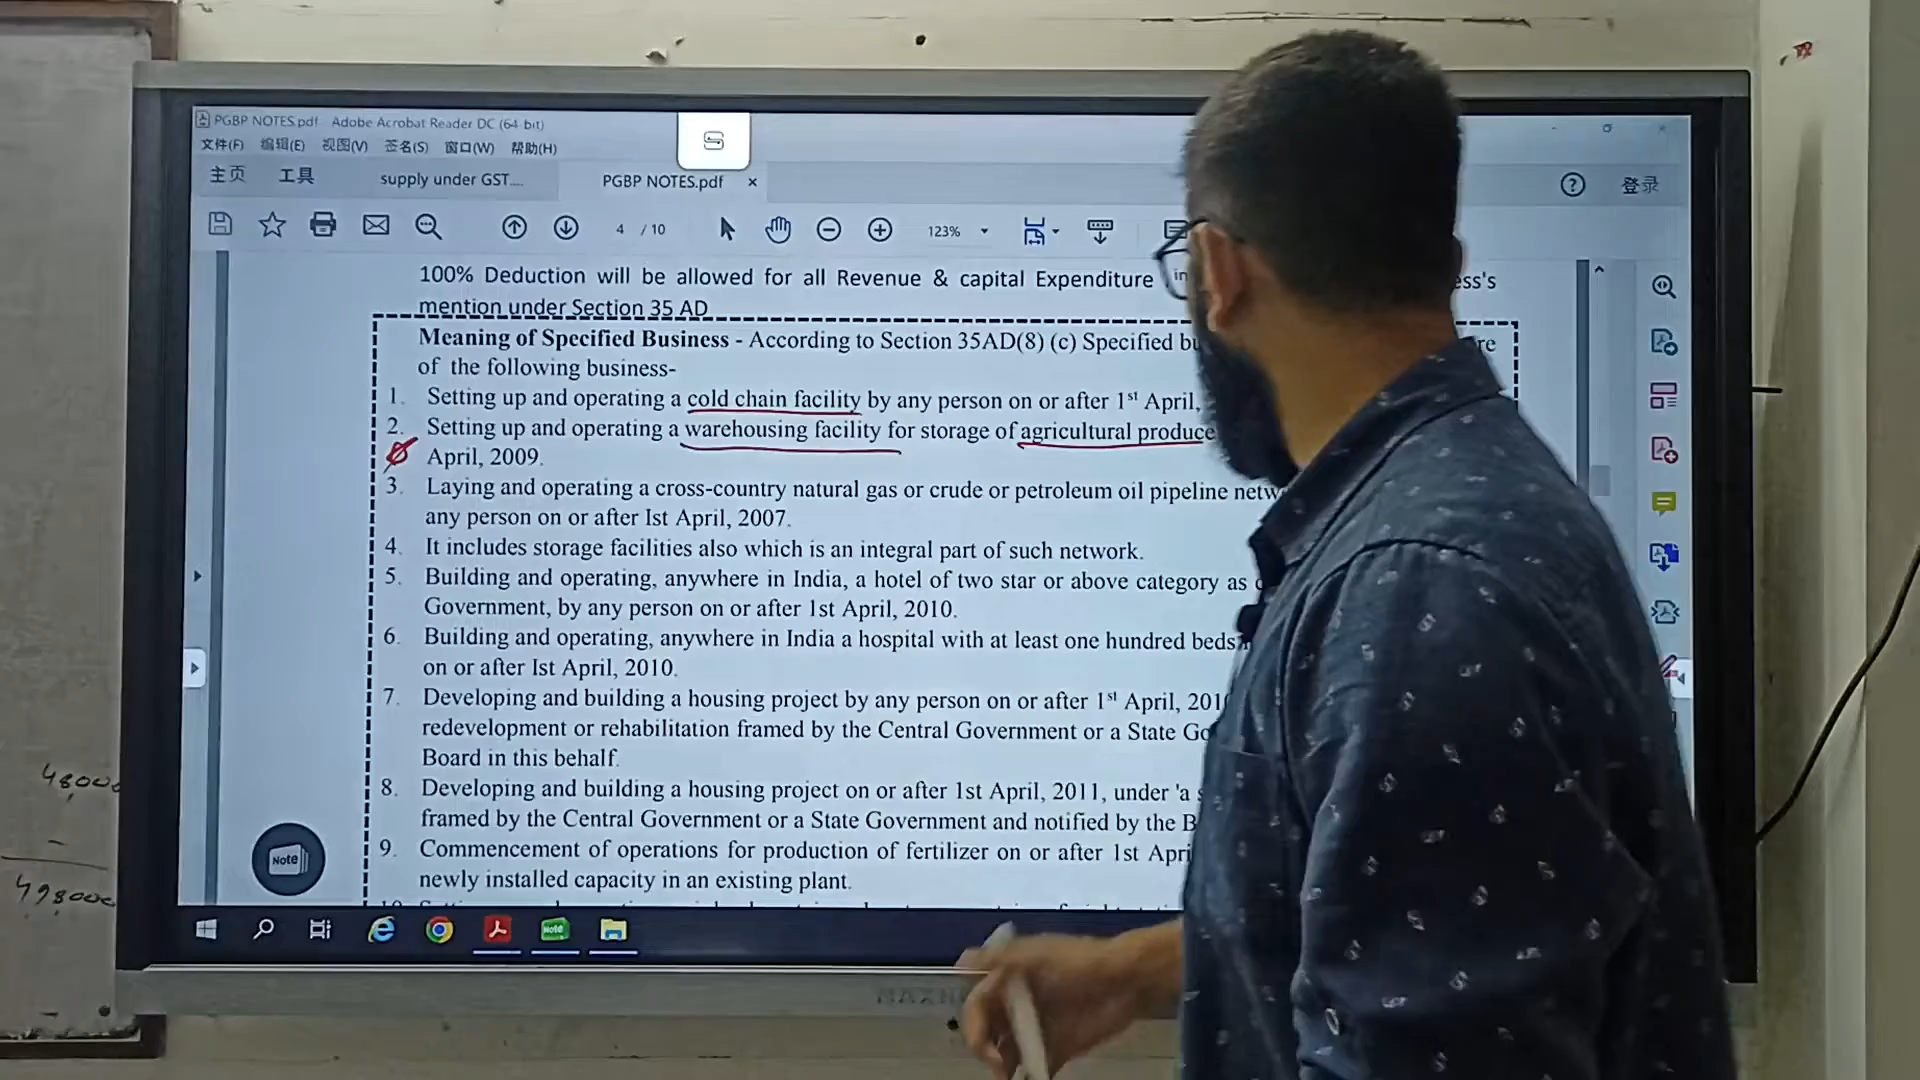 PGBP NOTES.pdf - Adobe Acrobat Reader DC (64-bit)
文件(F) 编辑(E) 视图(V) 签名(S) 窗口(W) 帮助(H)
主页 工具 supply under GST.... PGBP NOTES.pdf × ? 登录
4 / 10 123%
100% Deduction will be allowed for all Revenue & capital Expenditure in ess's
mention under Section 35 AD
Meaning of Specified Business - According to Section 35AD(8) (c) Specified bu re
of the following business-
1. Setting up and operating a cold chain facility by any person on or after 1st April,
2. Setting up and operating a warehousing facility for storage of agricultural produce
April, 2009.
3. Laying and operating a cross-country natural gas or crude or petroleum oil pipeline netw
any person on or after Ist April, 2007.
4. It includes storage facilities also which is an integral part of such network.
5. Building and operating, anywhere in India, a hotel of two star or above category as
Government, by any person on or after 1st April, 2010.
6. Building and operating, anywhere in India a hospital with at least one hundred beds
on or after Ist April, 2010.
7. Developing and building a housing project by any person on or after 1st April, 201
redevelopment or rehabilitation framed by the Central Government or a State Go
Board in this behalf.
8. Developing and building a housing project on or after 1st April, 2011, under 'a s
framed by the Central Government or a State Government and notified by the B
9. Commencement of operations for production of fertilizer on or after 1st Apri
newly installed capacity in an existing plant.
Note
Note
48,000
498000